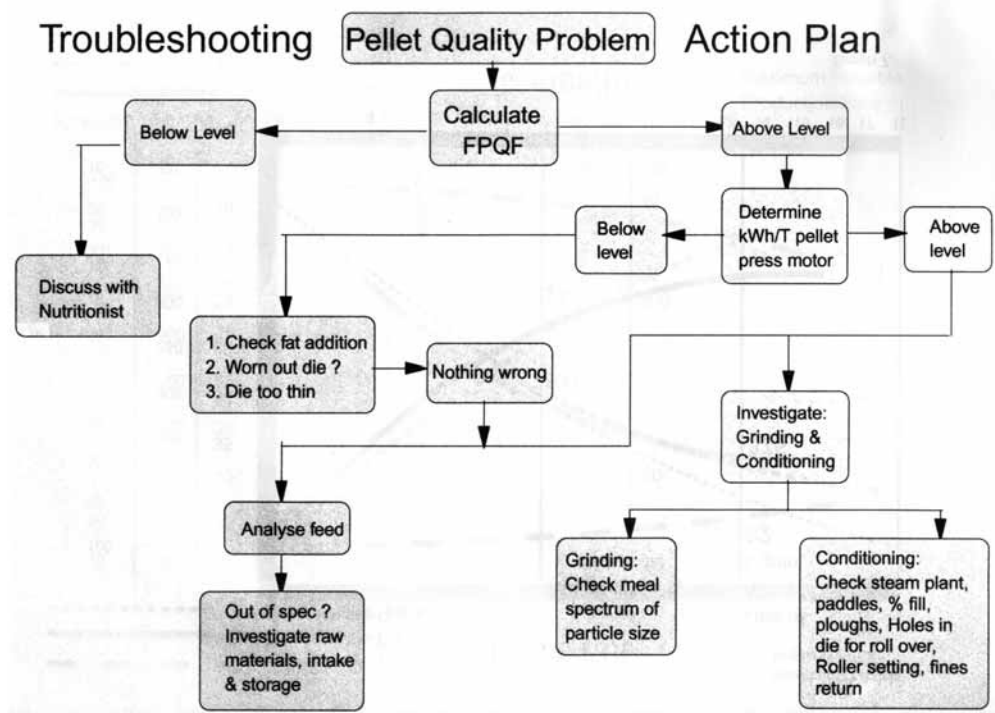 Troubleshooting
Pellet Quality Problem
Action Plan
Calculate
FPQF
Below Level
Above Level
Discuss with
Nutritionist
Determine
kWh/T pellet
press motor
Below
level
Above
level
1. Check fat addition
2. Worn out die ?
3. Die too thin
Nothing wrong
Investigate:
Grinding &
Conditioning
Analyse feed
Out of spec ?
Investigate raw
materials, intake
& storage
Grinding:
Check meal
spectrum of
particle size
Conditioning:
Check steam plant,
paddles, % fill,
ploughs, Holes in
die for roll over,
Roller setting, fines
return